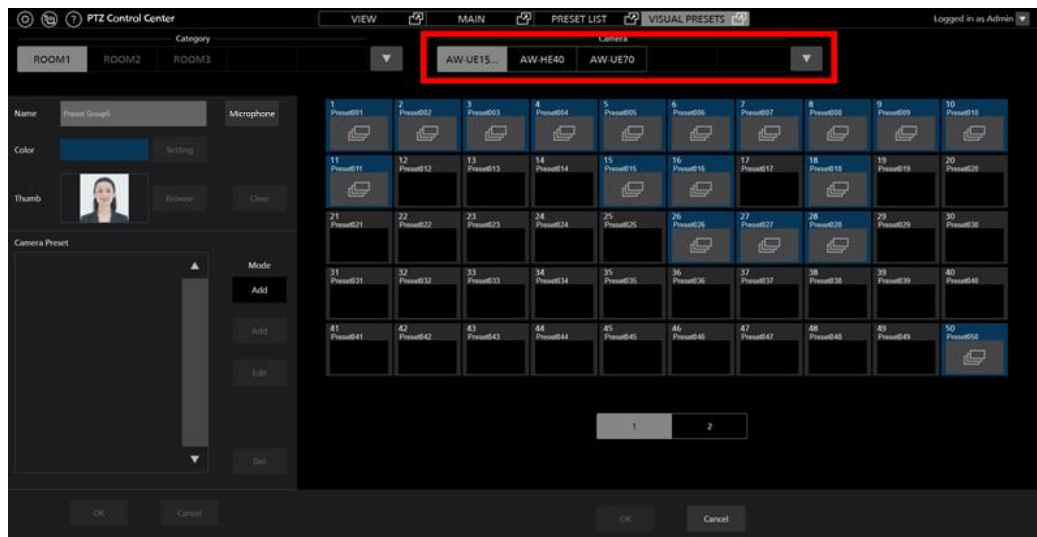 PTZ Control Center VIEW MAIN PRESET LIST VISUAL PRESETS Logged in as Admin
Category Camera
ROOM1 ROOM2 ROOM3 AW-UE15... AW-HE40 AW-UE70
Name Preset Group5 Microphone
Color Setting
Thumb Browse Clear
Camera Preset
Mode
Add
Add
Edit
Del
OK Cancel
1 2 3 4 5 6 7 8 9 10
Preset001 Preset002 Preset003 Preset004 Preset005 Preset006 Preset007 Preset008 Preset009 Preset010
11 12 13 14 15 16 17 18 19 20
Preset011 Preset012 Preset013 Preset014 Preset015 Preset016 Preset017 Preset018 Preset019 Preset020
21 22 23 24 25 26 27 28 29 30
Preset021 Preset022 Preset023 Preset024 Preset025 Preset026 Preset027 Preset028 Preset029 Preset030
31 32 33 34 35 36 37 38 39 40
Preset031 Preset032 Preset033 Preset034 Preset035 Preset036 Preset037 Preset038 Preset039 Preset040
41 42 43 44 45 46 47 48 49 50
Preset041 Preset042 Preset043 Preset044 Preset045 Preset046 Preset047 Preset048 Preset049 Preset050
1 2
OK Cancel